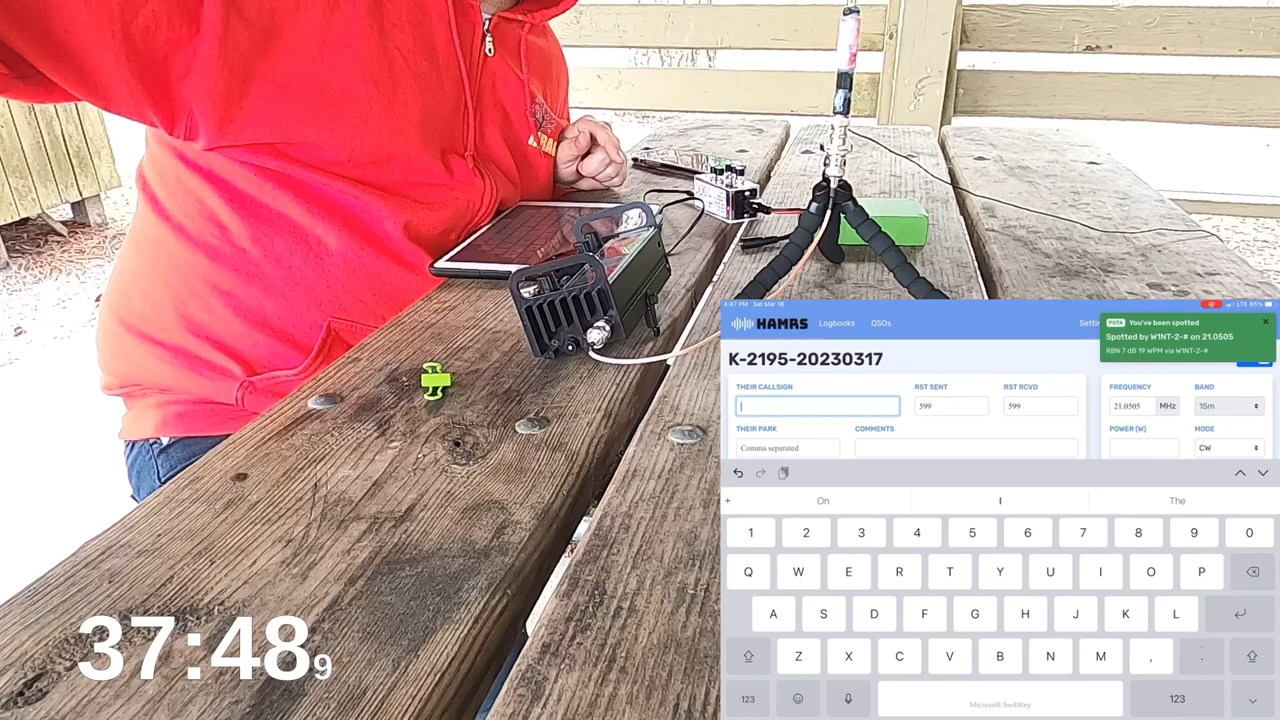 4:47 PM Sat Mar 18
LTE 65%
HAMRS Logbooks QSOs
POTA You've been spotted
Spotted by W1NT-2-# on 21.0505
RBN 7 dB 19 WPM via W1NT-2-#
K-2195-20230317
THEIR CALLSIGN RST SENT RST RCVD FREQUENCY BAND
599 599 21.0505 MHz 15m
THEIR PARK COMMENTS POWER (W) MODE
Comma separated CW
+ On I The
1 2 3 4 5 6 7 8 9 0
Q W E R T Y U I O P
A S D F G H J K L
Z X C V B N M , .
123 Microsoft SwiftKey 123
37:489